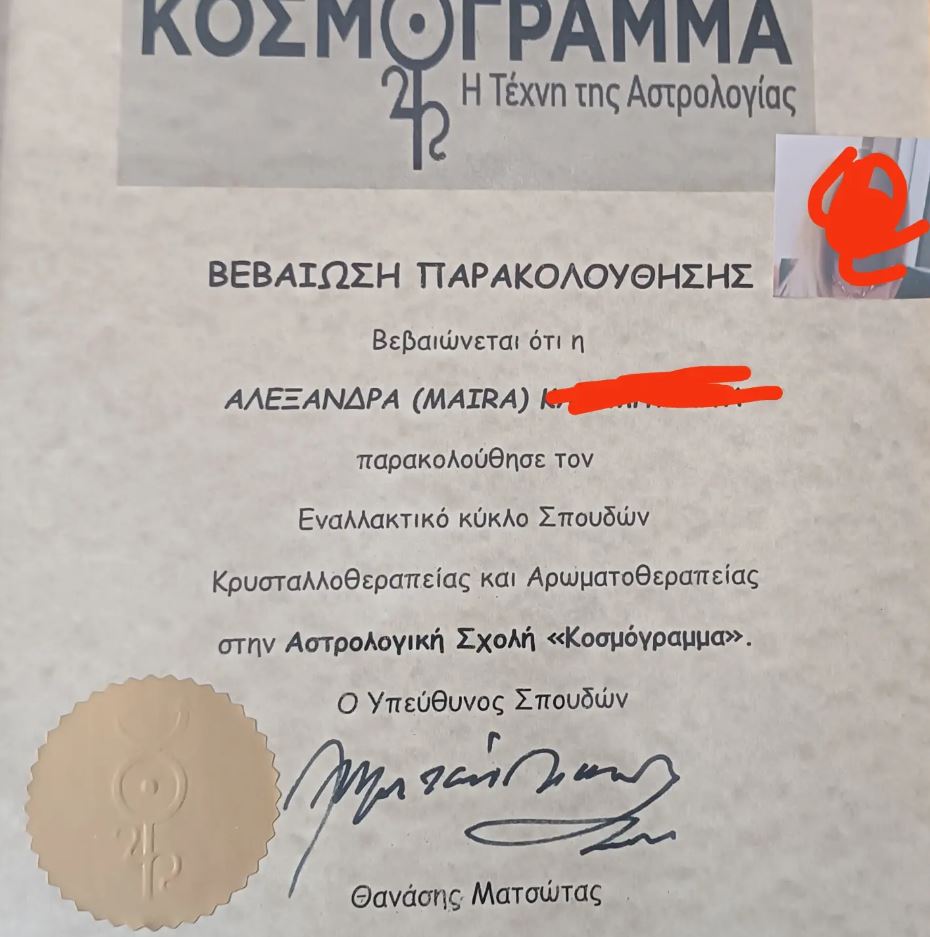 ΚΟΣΜΟΓΡΑΜΜΑ
Η Τέχνη της Αστρολογίας
ΒΕΒΑΙΩΣΗ ΠΑΡΑΚΟΛΟΥΘΗΣΗΣ
Βεβαιώνεται ότι η
ΑΛΕΞΑΝΔΡΑ (MAIRA)
παρακολούθησε τον
Εναλλακτικό κύκλο Σπουδών
Κρυσταλλοθεραπείας και Αρωματοθεραπείας
στην Αστρολογική Σχολή «Κοσμόγραμμα».
Ο Υπεύθυνος Σπουδών
Θανάσης Ματσώτας